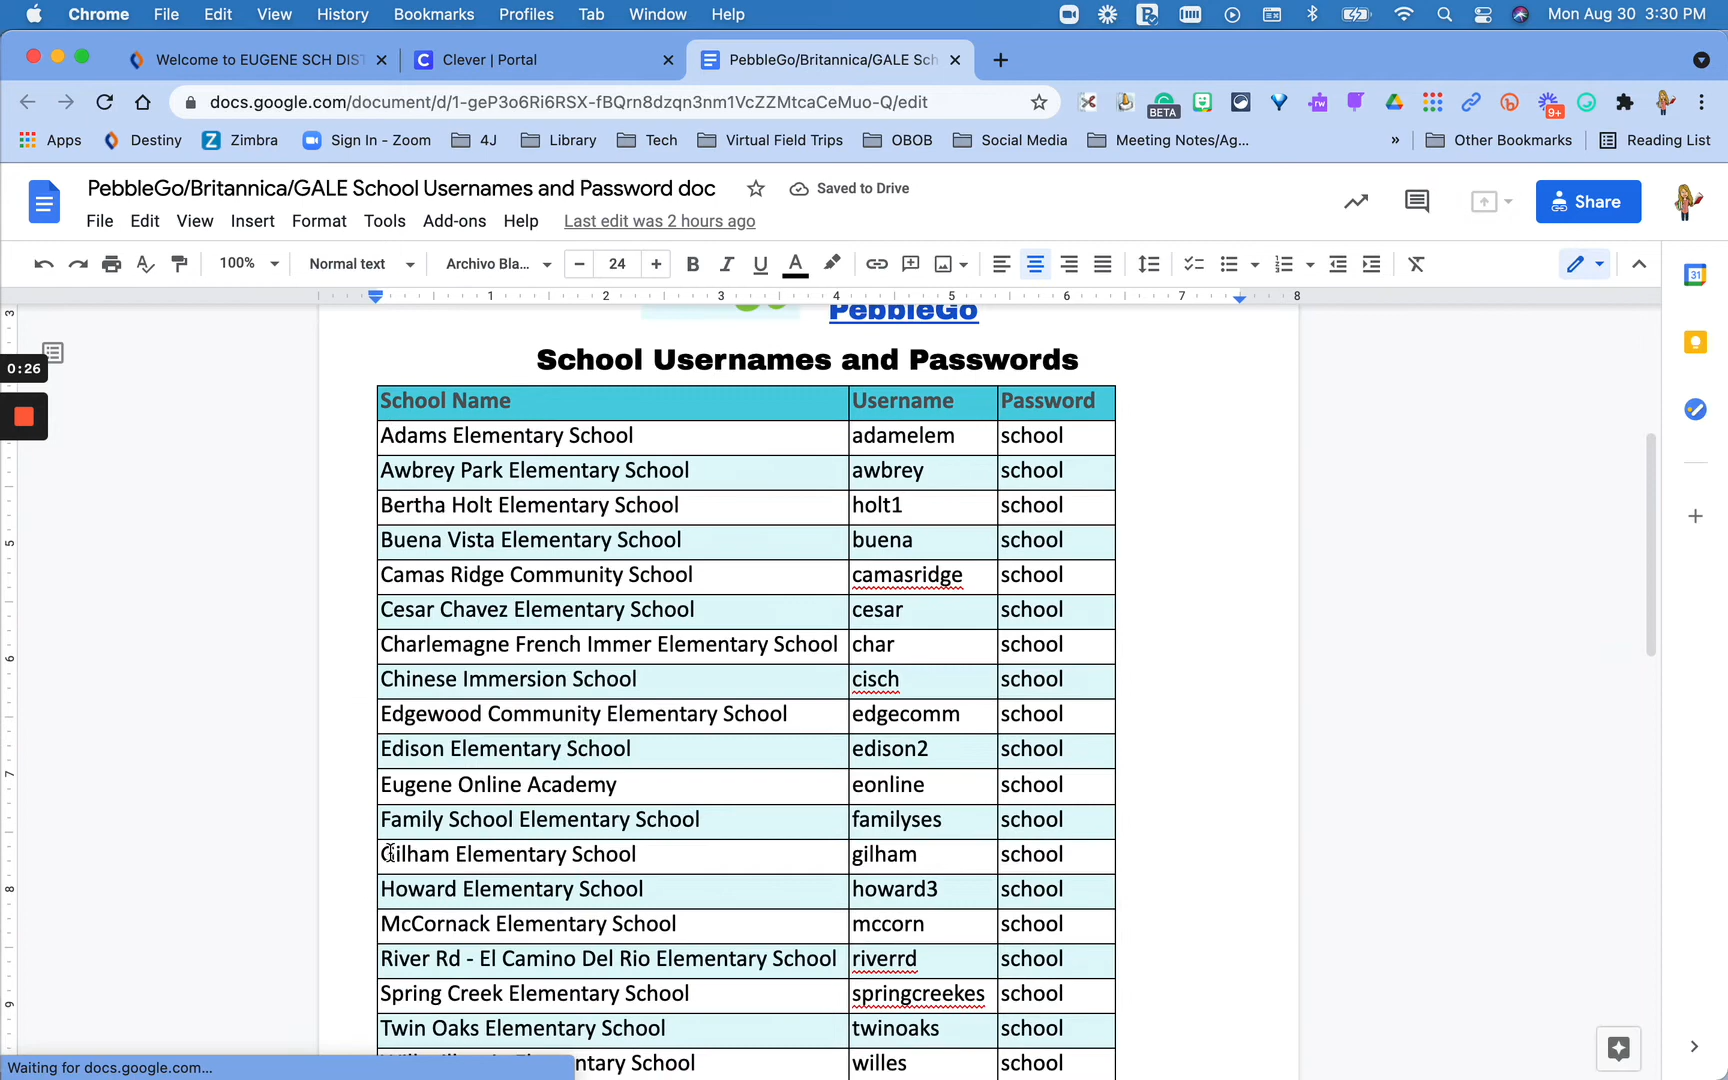 Chrome File Edit View History Bookmarks Profiles Tab Window Help Mon Aug 30 3:30 PM
Welcome to EUGENE SCH DIS Clever | Portal PebbleGo/Britannica/GALE Sch
docs.google.com/document/d/1-geP3o6Ri6RSX-fBQrn8dzqn3nm1VcZZMtcaCeMuo-Q/edit BETA 9+
Apps Destiny Zimbra Sign In - Zoom 4J Library Tech Virtual Field Trips OBOB Social Media Meeting Notes/Ag... » Other Bookmarks Reading List
PebbleGo/Britannica/GALE School Usernames and Password doc Saved to Drive
File Edit View Insert Format Tools Add-ons Help Last edit was 2 hours ago
Share
100% Normal text Archivo Bla... 24 B I U A
1 2 3 4 5 6 7 8
PebbleGo
School Usernames and Passwords
0:26
School Name Username Password
Adams Elementary School adamelem school
Awbrey Park Elementary School awbrey school
Bertha Holt Elementary School holt1 school
Buena Vista Elementary School buena school
Camas Ridge Community School camasridge school
Cesar Chavez Elementary School cesar school
Charlemagne French Immer Elementary School char school
Chinese Immersion School cisch school
Edgewood Community Elementary School edgecomm school
Edison Elementary School edison2 school
Eugene Online Academy eonline school
Family School Elementary School familyses school
Gilham Elementary School gilham school
Howard Elementary School howard3 school
McCornack Elementary School mccorn school
River Rd - El Camino Del Rio Elementary School riverrd school
Spring Creek Elementary School springcreekes school
Twin Oaks Elementary School twinoaks school
ntary School willes school
Waiting for docs.google.com...